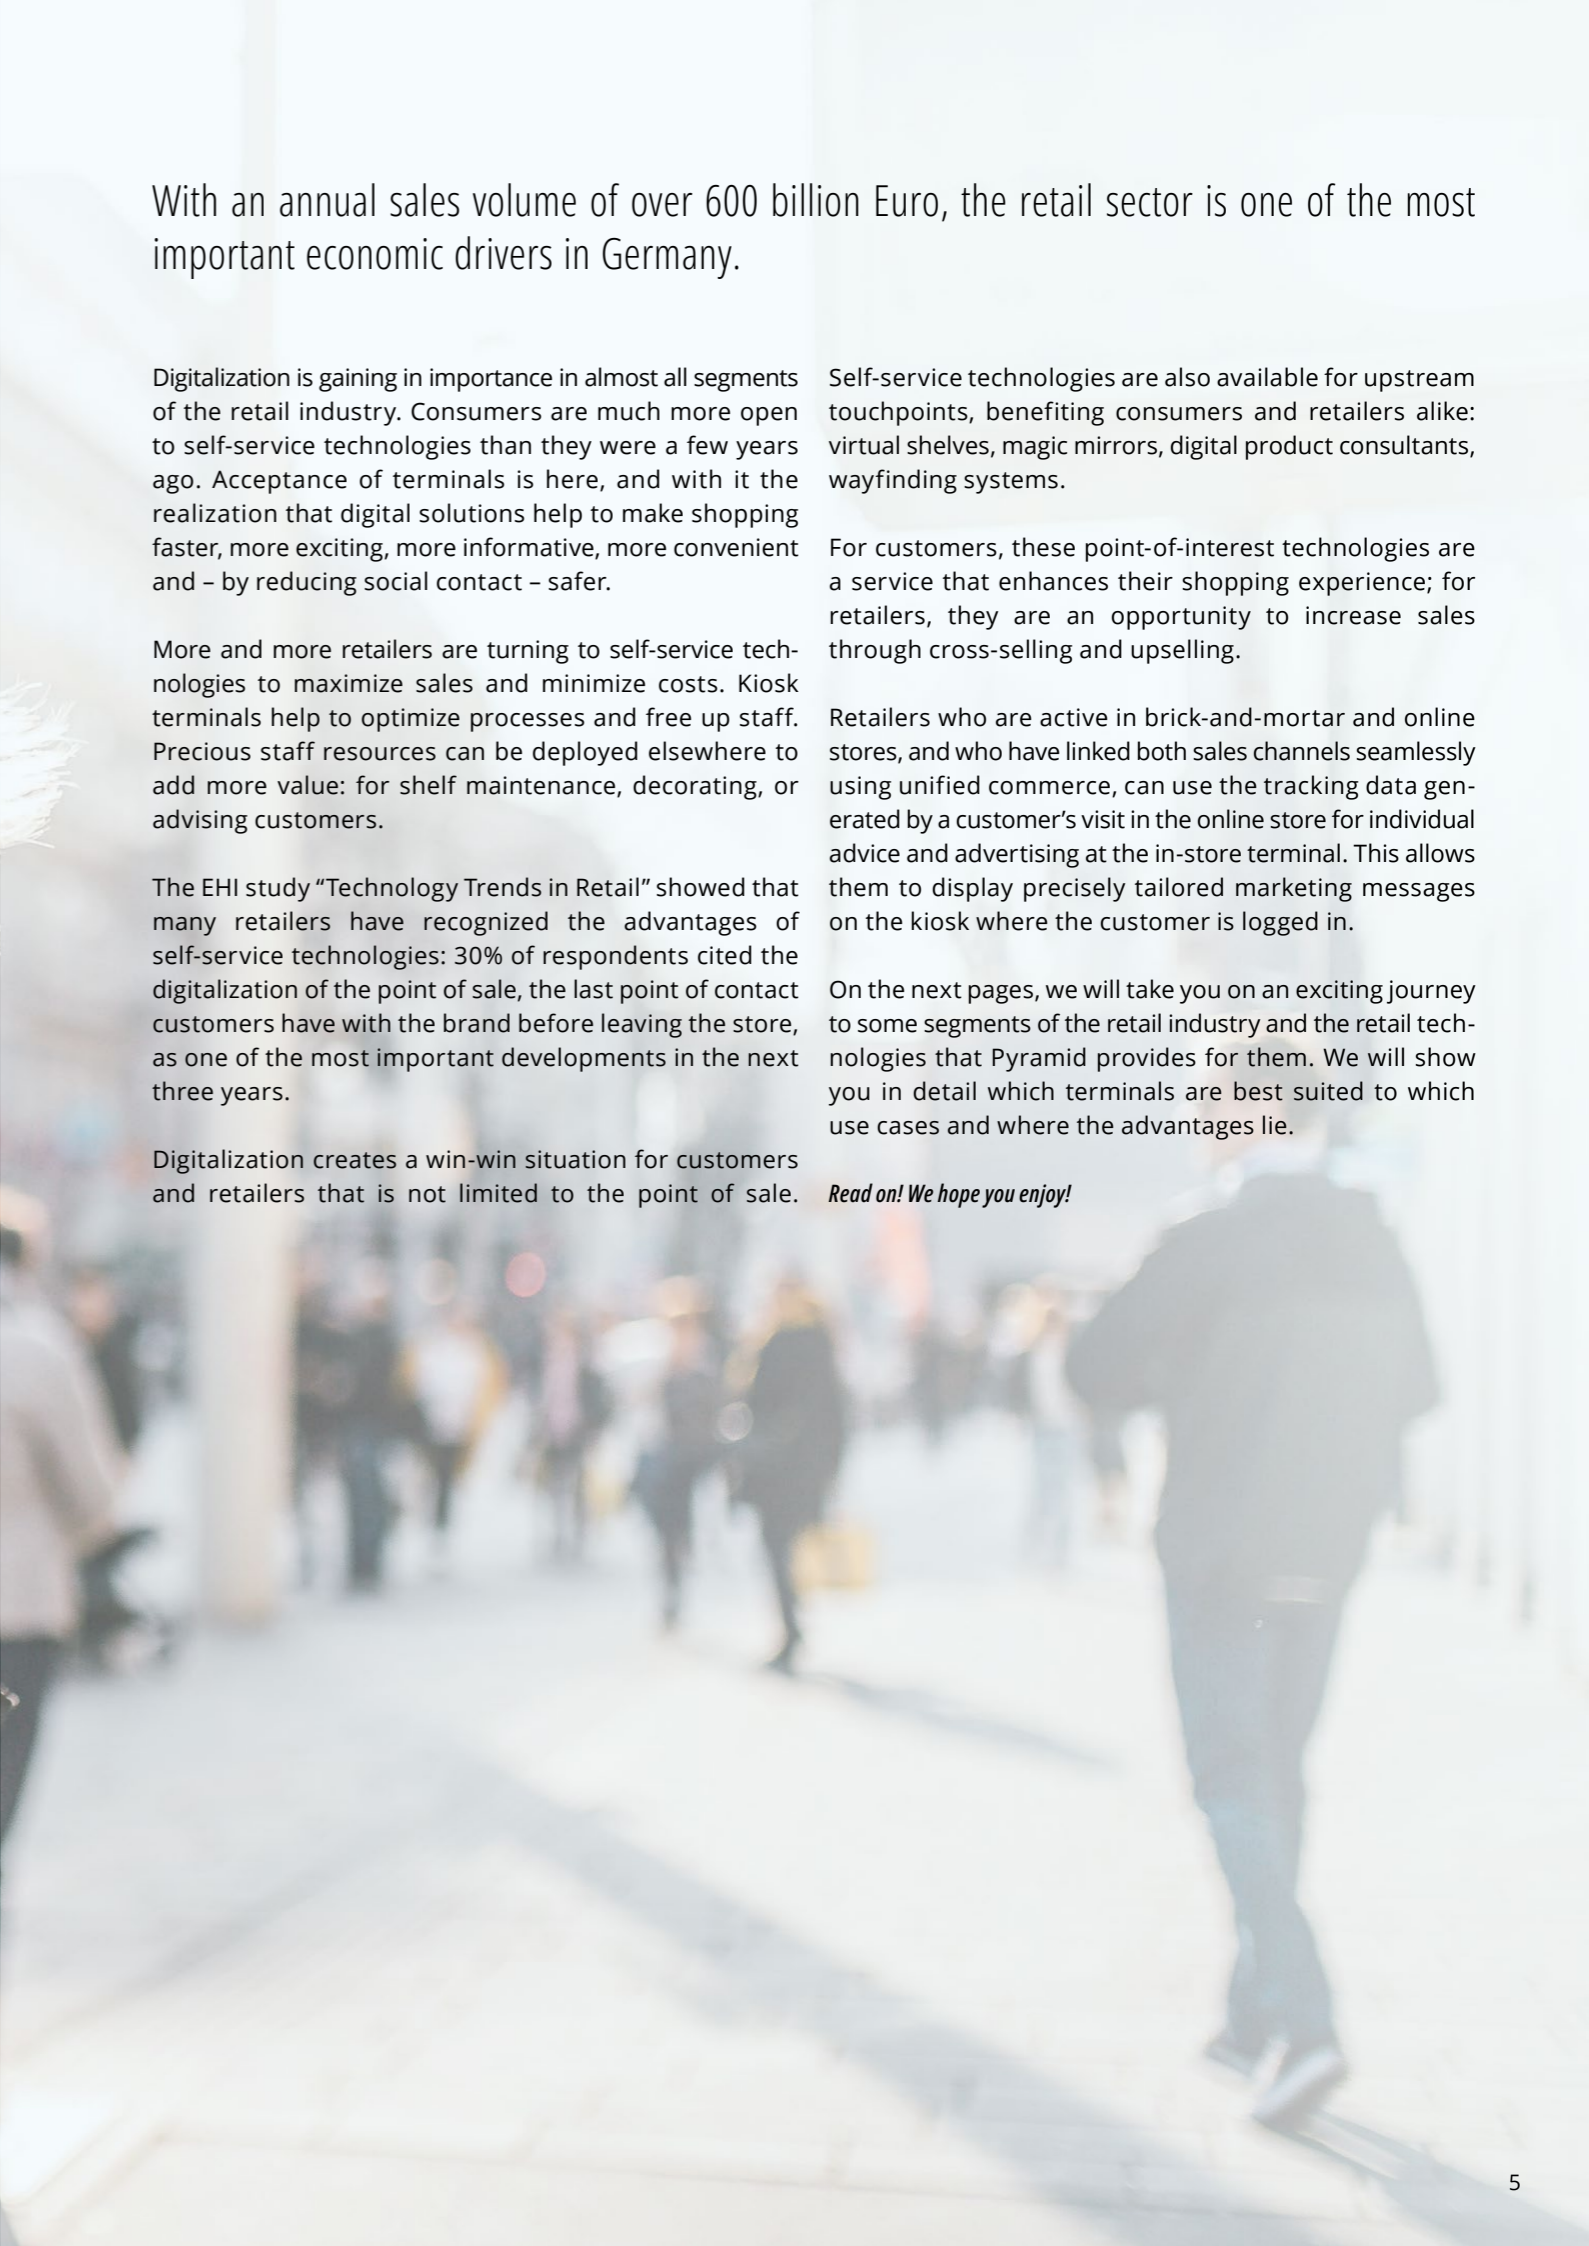 With an annual sales volume of over 600 billion Euro, the retail sector is one of the most
important economic drivers in Germany.
Digitalization is gaining in importance in almost all segments
of the retail industry. Consumers are much more open
to self-service technologies than they were a few years
ago. Acceptance of terminals is here, and with it the
realization that digital solutions help to make shopping
faster, more exciting, more informative, more convenient
and – by reducing social contact – safer.
More and more retailers are turning to self-service tech-
nologies to maximize sales and minimize costs. Kiosk
terminals help to optimize processes and free up staff.
Precious staff resources can be deployed elsewhere to
add more value: for shelf maintenance, decorating, or
advising customers.
The EHI study “Technology Trends in Retail” showed that
many retailers have recognized the advantages of
self-service technologies: 30% of respondents cited the
digitalization of the point of sale, the last point of contact
customers have with the brand before leaving the store,
as one of the most important developments in the next
three years.
Digitalization creates a win-win situation for customers
and retailers that is not limited to the point of sale.
Self-service technologies are also available for upstream
touchpoints, benefiting consumers and retailers alike:
virtual shelves, magic mirrors, digital product consultants,
wayfinding systems.
For customers, these point-of-interest technologies are
a service that enhances their shopping experience; for
retailers, they are an opportunity to increase sales
through cross-selling and upselling.
Retailers who are active in brick-and-mortar and online
stores, and who have linked both sales channels seamlessly
using unified commerce, can use the tracking data gen-
erated by a customer’s visit in the online store for individual
advice and advertising at the in-store terminal. This allows
them to display precisely tailored marketing messages
on the kiosk where the customer is logged in.
On the next pages, we will take you on an exciting journey
to some segments of the retail industry and the retail tech-
nologies that Pyramid provides for them. We will show
you in detail which terminals are best suited to which
use cases and where the advantages lie.
Read on! We hope you enjoy!
5